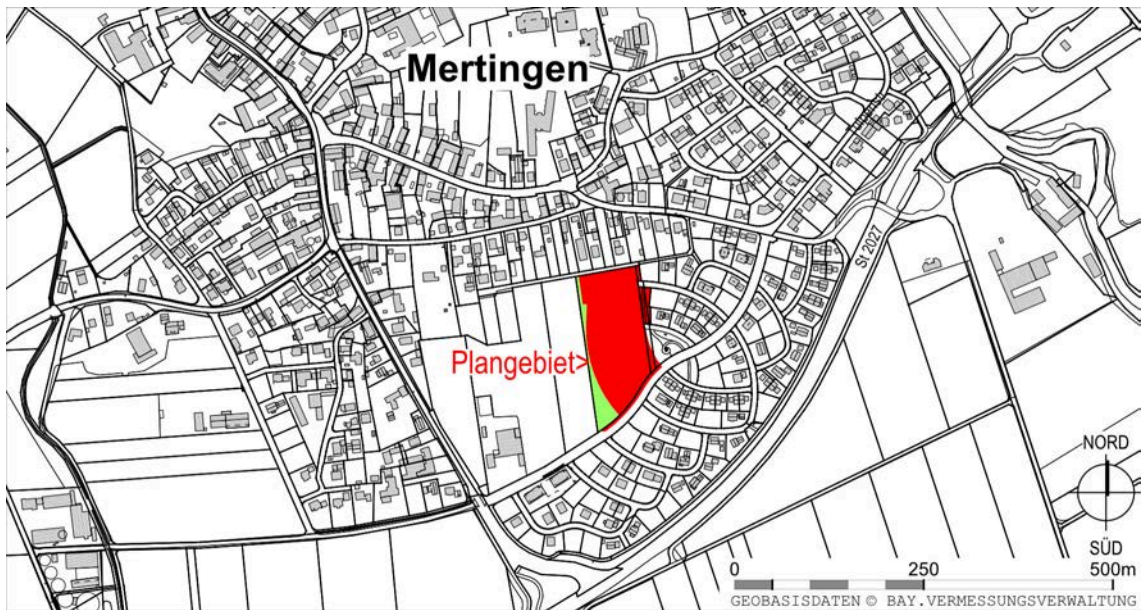 Mertingen
St 2027
Plangebiet>
NORD
SÜD
0 250 500m
GEOBASISDATEN © BAY.VERMESSUNGSVERWALTUNG